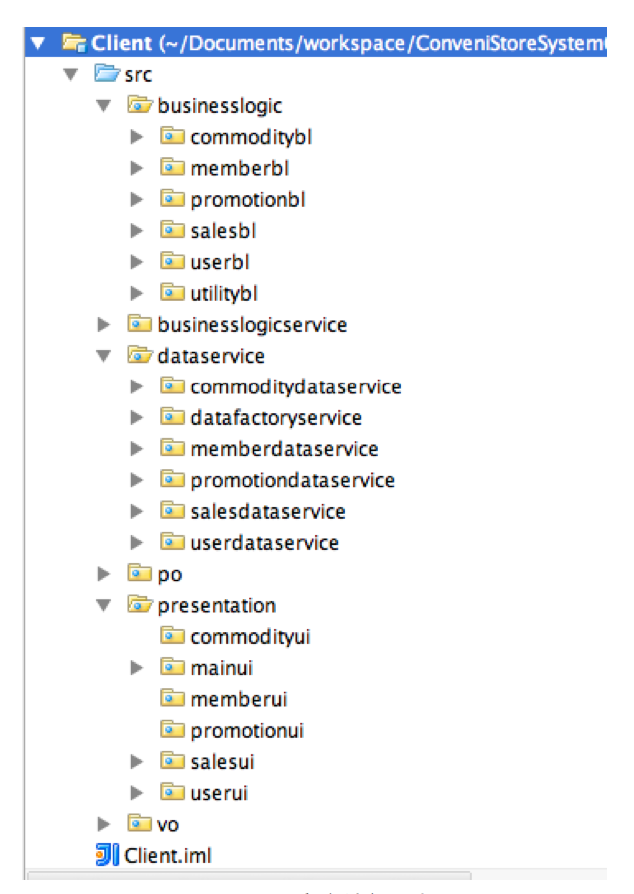 Client (~/Documents/workspace/ConveniStoreSystem
src
businesslogic
commoditybl
memberbl
promotionbl
salesbl
userbl
utilitybl
businesslogicservice
dataservice
commoditydataservice
datafactoryservice
memberdataservice
promotiondataservice
salesdataservice
userdataservice
po
presentation
commodityui
mainui
memberui
promotionui
salesui
userui
vo
Client.iml